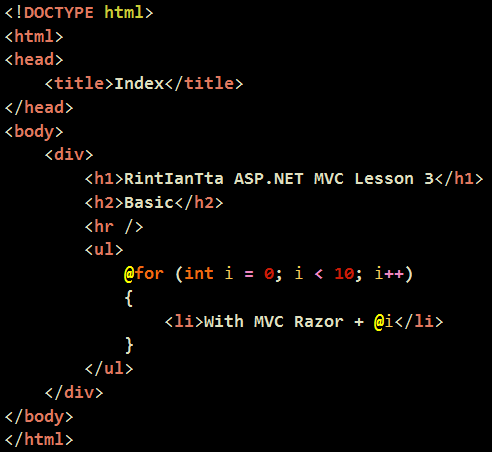 <!DOCTYPE html>
<html>
<head>
    <title>Index</title>
</head>
<body>
    <div>
        <h1>RintIanTta ASP.NET MVC Lesson 3</h1>
        <h2>Basic</h2>
        <hr />
        <ul>
            @for (int i = 0; i < 10; i++)
            {
                <li>With MVC Razor + @i</li>
            }
        </ul>
    </div>
</body>
</html>